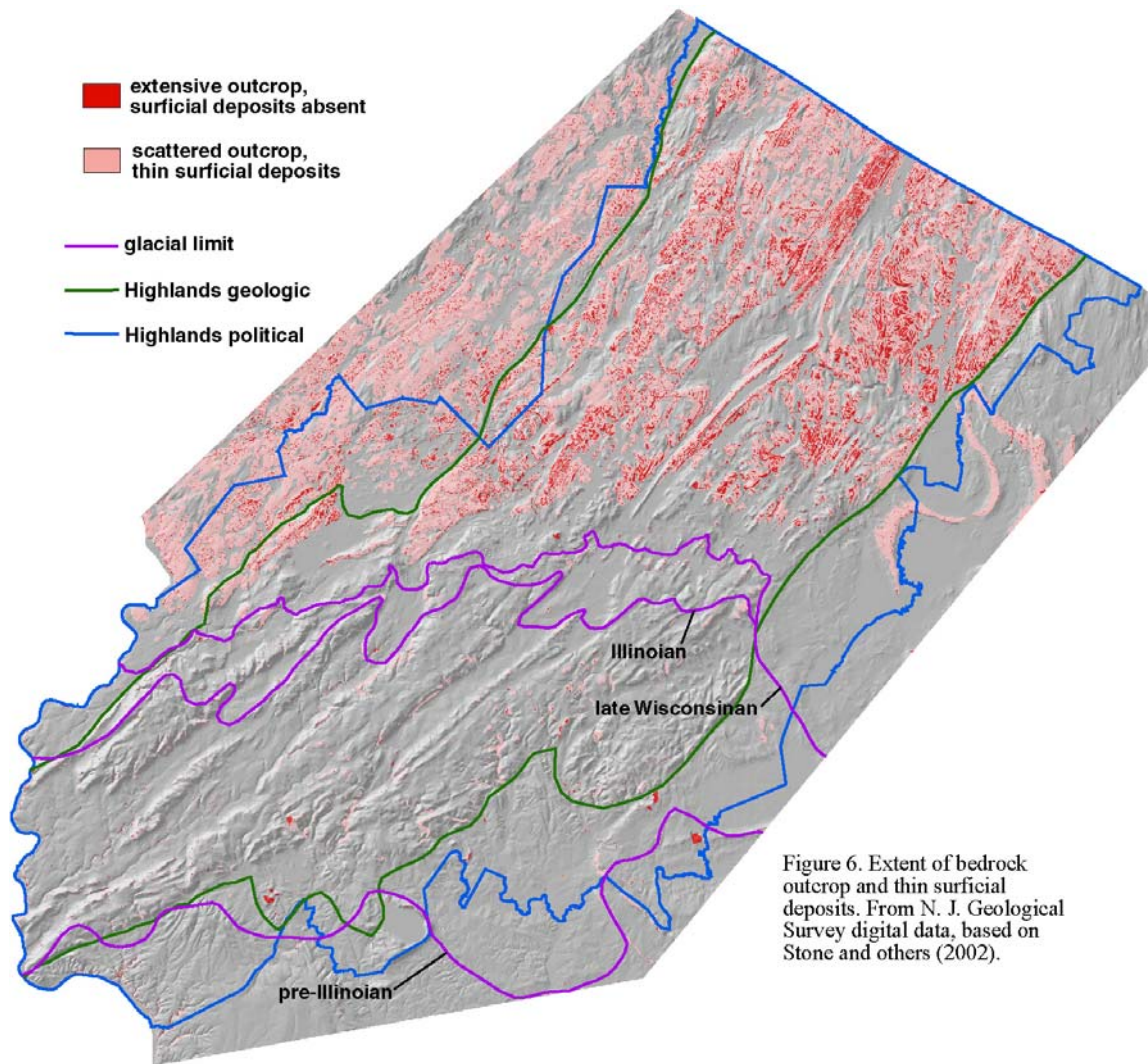 extensive outcrop,
surficial deposits absent
scattered outcrop,
thin surficial deposits
glacial limit
Highlands geologic
Highlands political
Illinoian
late Wisconsinan
pre-Illinoian
Figure 6. Extent of bedrock
outcrop and thin surficial
deposits. From N. J. Geological
Survey digital data, based on
Stone and others (2002).